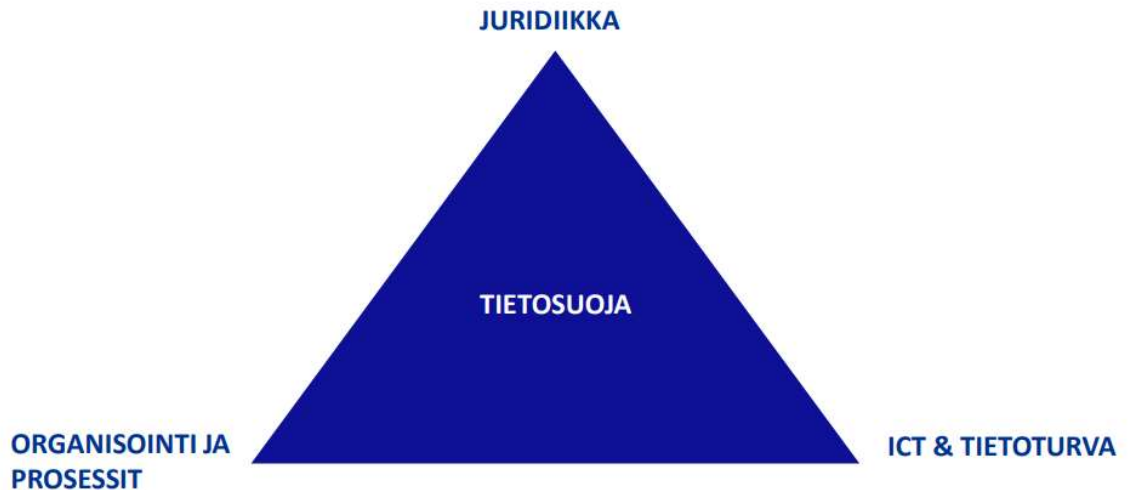 JURIDIIKKA
TIETOSUOJA
ORGANISOINTI JA
PROSESSIT
ICT & TIETOTURVA